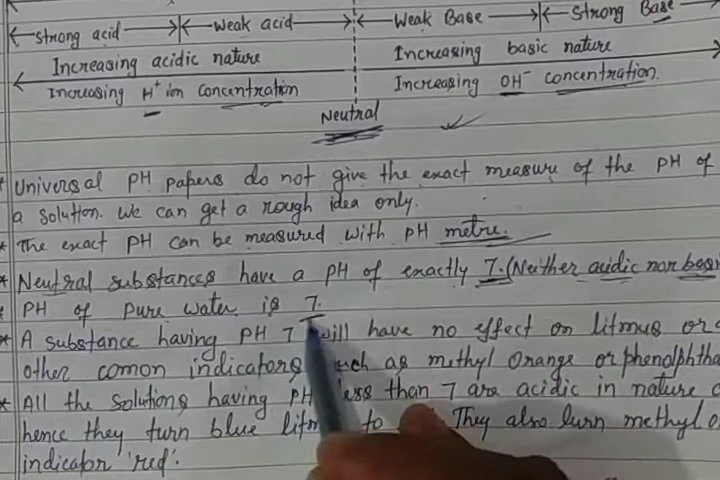 Strong acid Weak acid Weak Base Strong Base
Increasing acidic nature Increasing basic nature
Increasing H⁺ ion concentration Increasing OH⁻ concentration.
Neutral
* Universal PH papers do not give the exact measure of the PH of
a solution. We can get a rough idea only.
* The exact PH can be measured with PH metre.
* Neutral substances have a PH of exactly 7. (Neither acidic nor basi
* PH of pure water is 7.
* A substance having PH 7 will have no effect on litmus or
other comon indicators such as methyl orange or phenolphtha
* All the solutions having PH less than 7 are acidic in nature
hence they turn blue litm to They also turn methyl o
indicator 'red'.